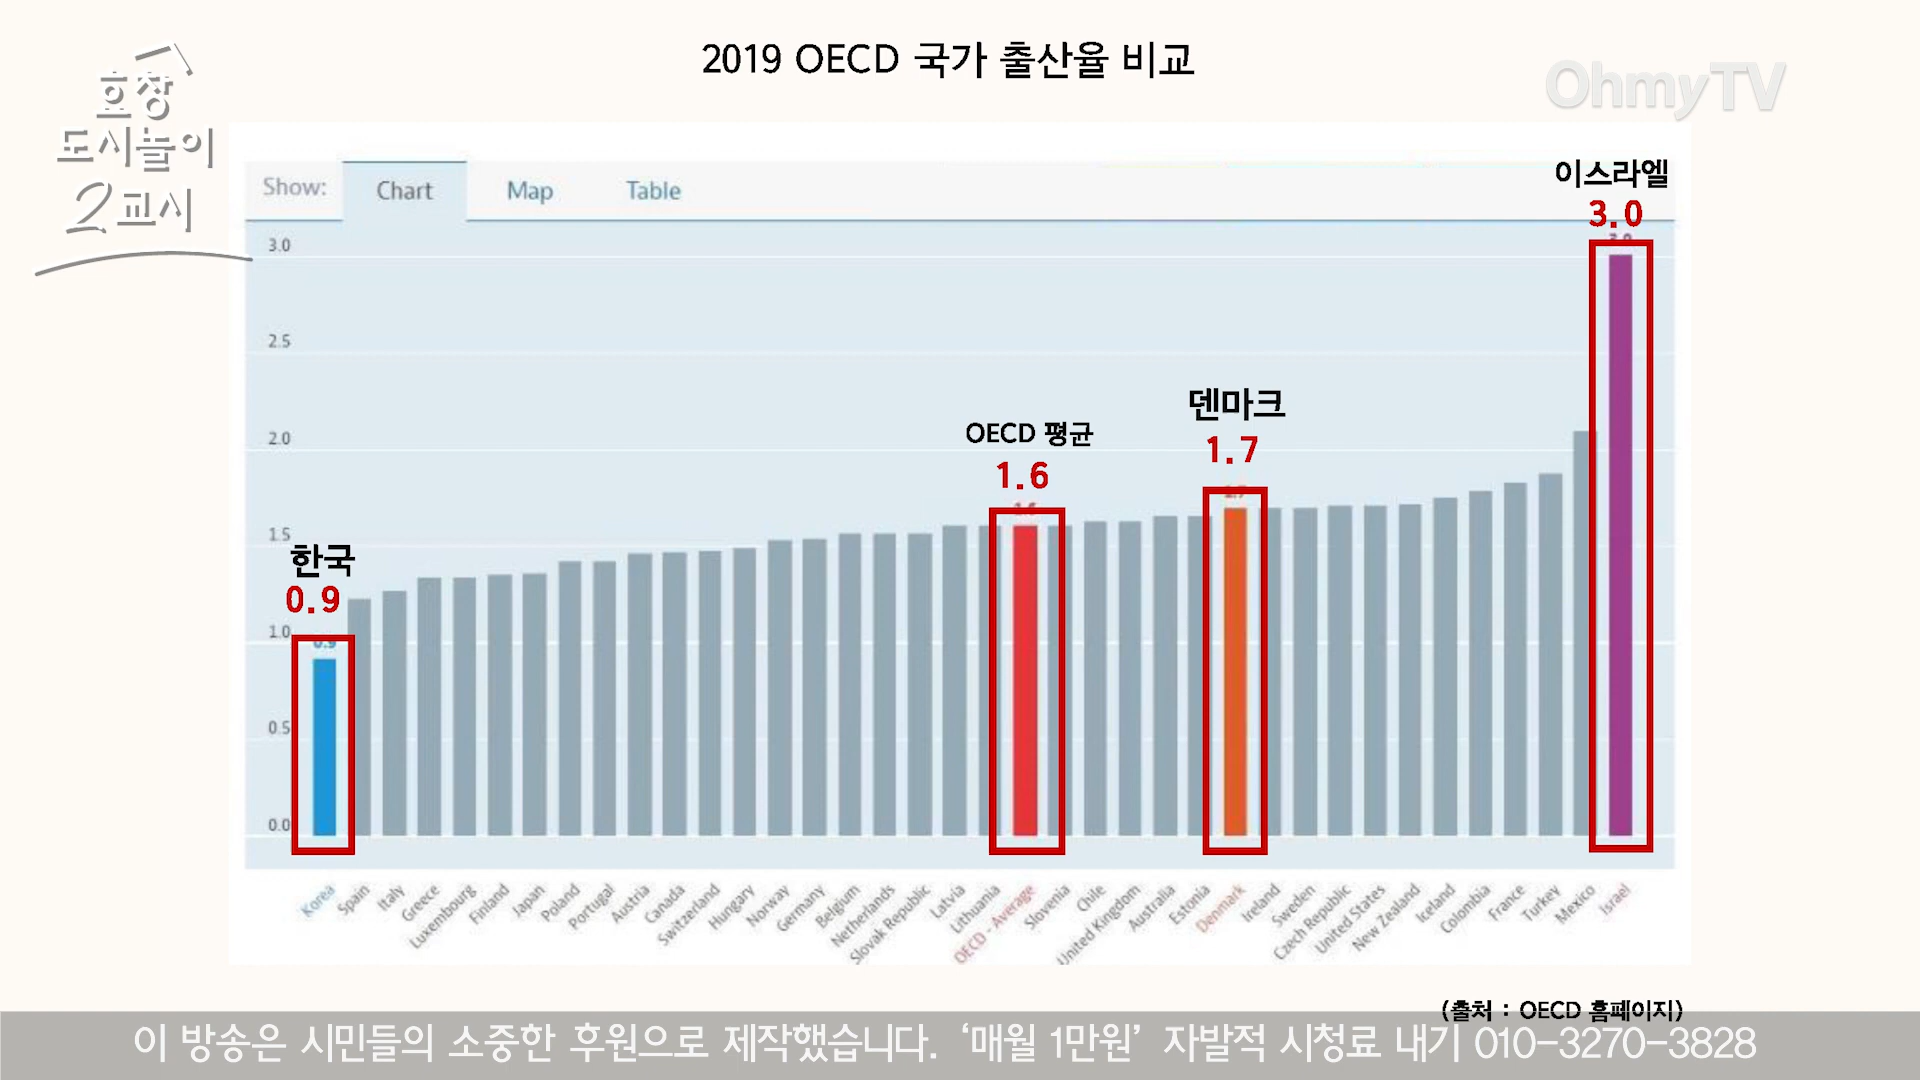 2019 OECD 국가 출산율 비교
효창
도시놀이
2교시
OhmyTV
Show: Chart Map Table
이스라엘
3.0
3.0
2.5
2.0
1.5
1.0
0.5
0.0
덴마크
1.7
OECD 평균
1.6
한국
0.9
0.9
Korea
Spain
Italy
Greece
Luxembourg
Finland
Japan
Poland
Portugal
Austria
Canada
Switzerland
Hungary
Norway
Germany
Belgium
Netherlands
Slovak Republic
Latvia
Lithuania
OECD - Average
Slovenia
Chile
United Kingdom
Australia
Estonia
Denmark
Ireland
Sweden
Czech Republic
United States
New Zealand
Iceland
Colombia
France
Turkey
Mexico
Israel
(출처 : OECD 홈페이지)
이 방송은 시민들의 소중한 후원으로 제작했습니다. ‘매월 1만원’ 자발적 시청료 내기 010-3270-3828